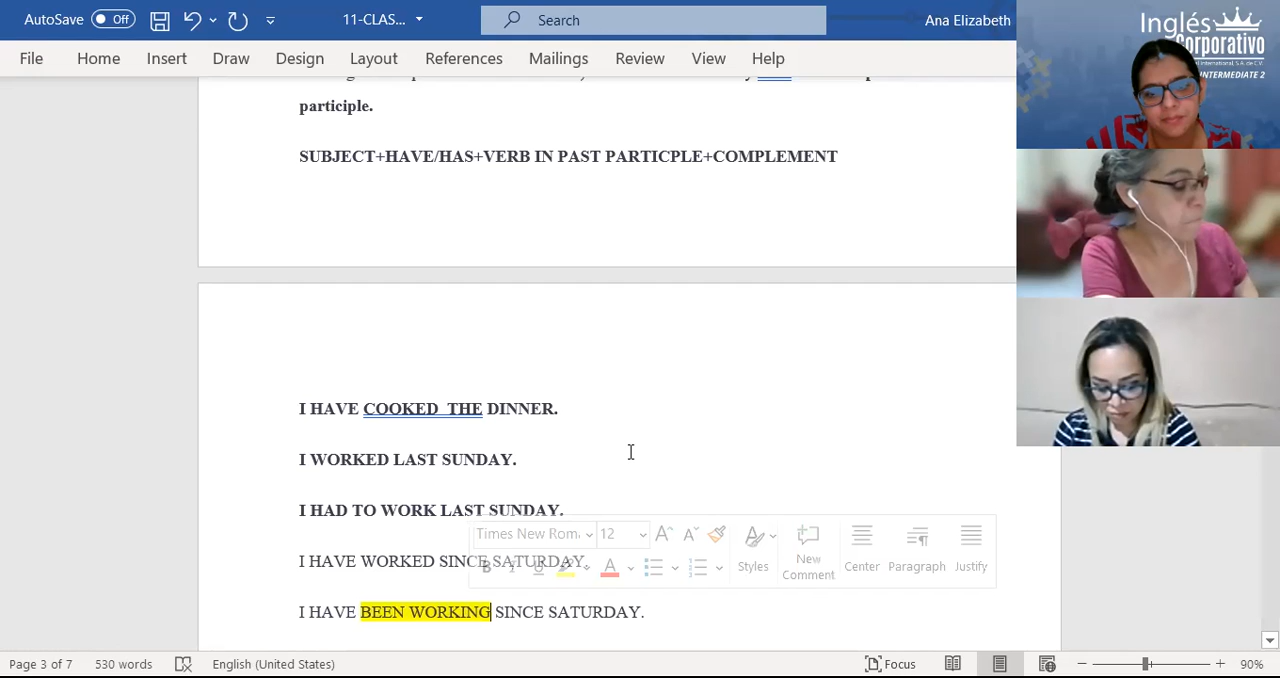 AutoSave Off 11-CLAS... Search Ana Elizabeth
File Home Insert Draw Design Layout References Mailings Review View Help
participle.
SUBJECT+HAVE/HAS+VERB IN PAST PARTICPLE+COMPLEMENT
I HAVE COOKED THE DINNER.
I WORKED LAST SUNDAY.
I HAD TO WORK LAST SUNDAY.
Times New Rom 12
I HAVE WORKED SINCE SATURDAY.
Styles New Comment Center Paragraph Justify
I HAVE BEEN WORKING SINCE SATURDAY.
Page 3 of 7 530 words English (United States) Focus 90%
Inglés
Corporativo
INTERMEDIATE 2